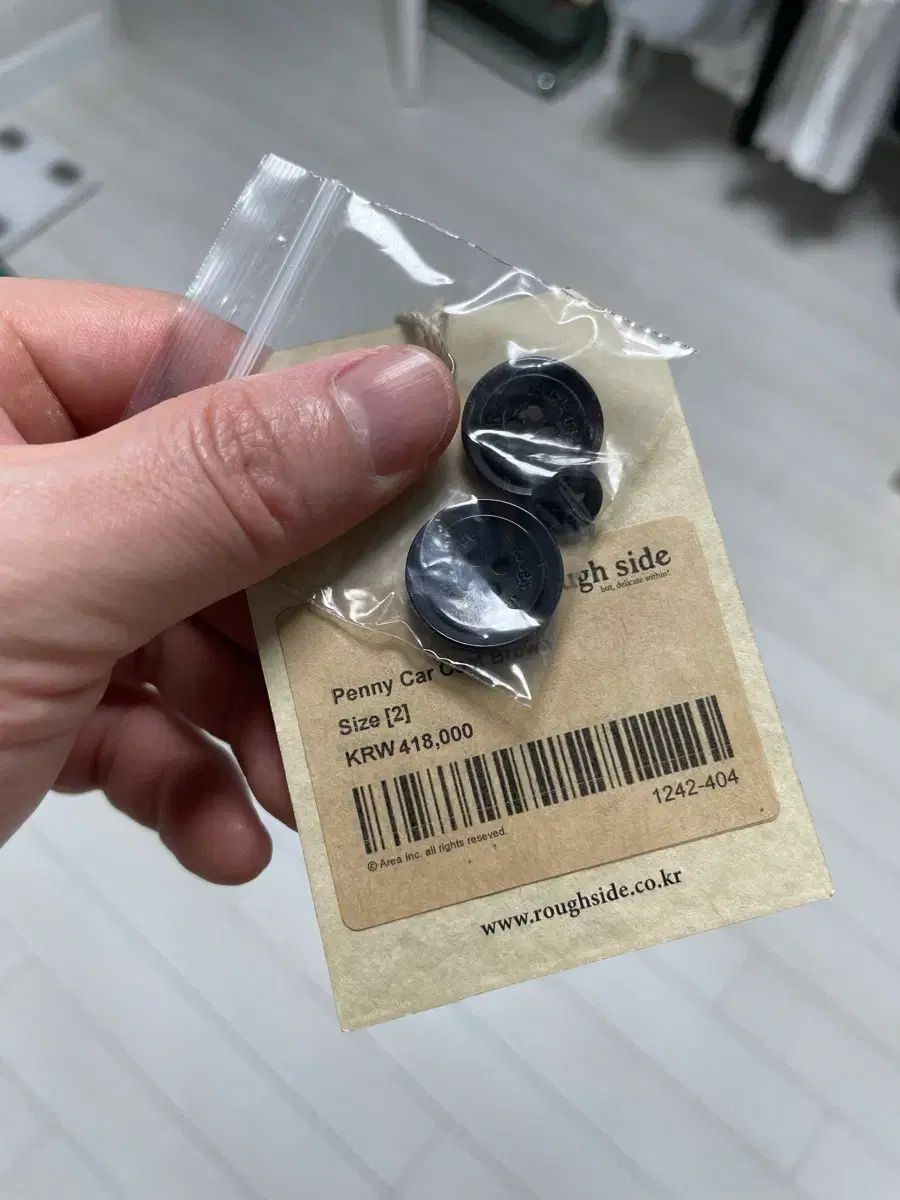 ugh side
but, delicate within!
Penny Car Brown
Size [2]
KRW 418,000
1242-404
© Area Inc. all rights reseved.
www.roughside.co.kr